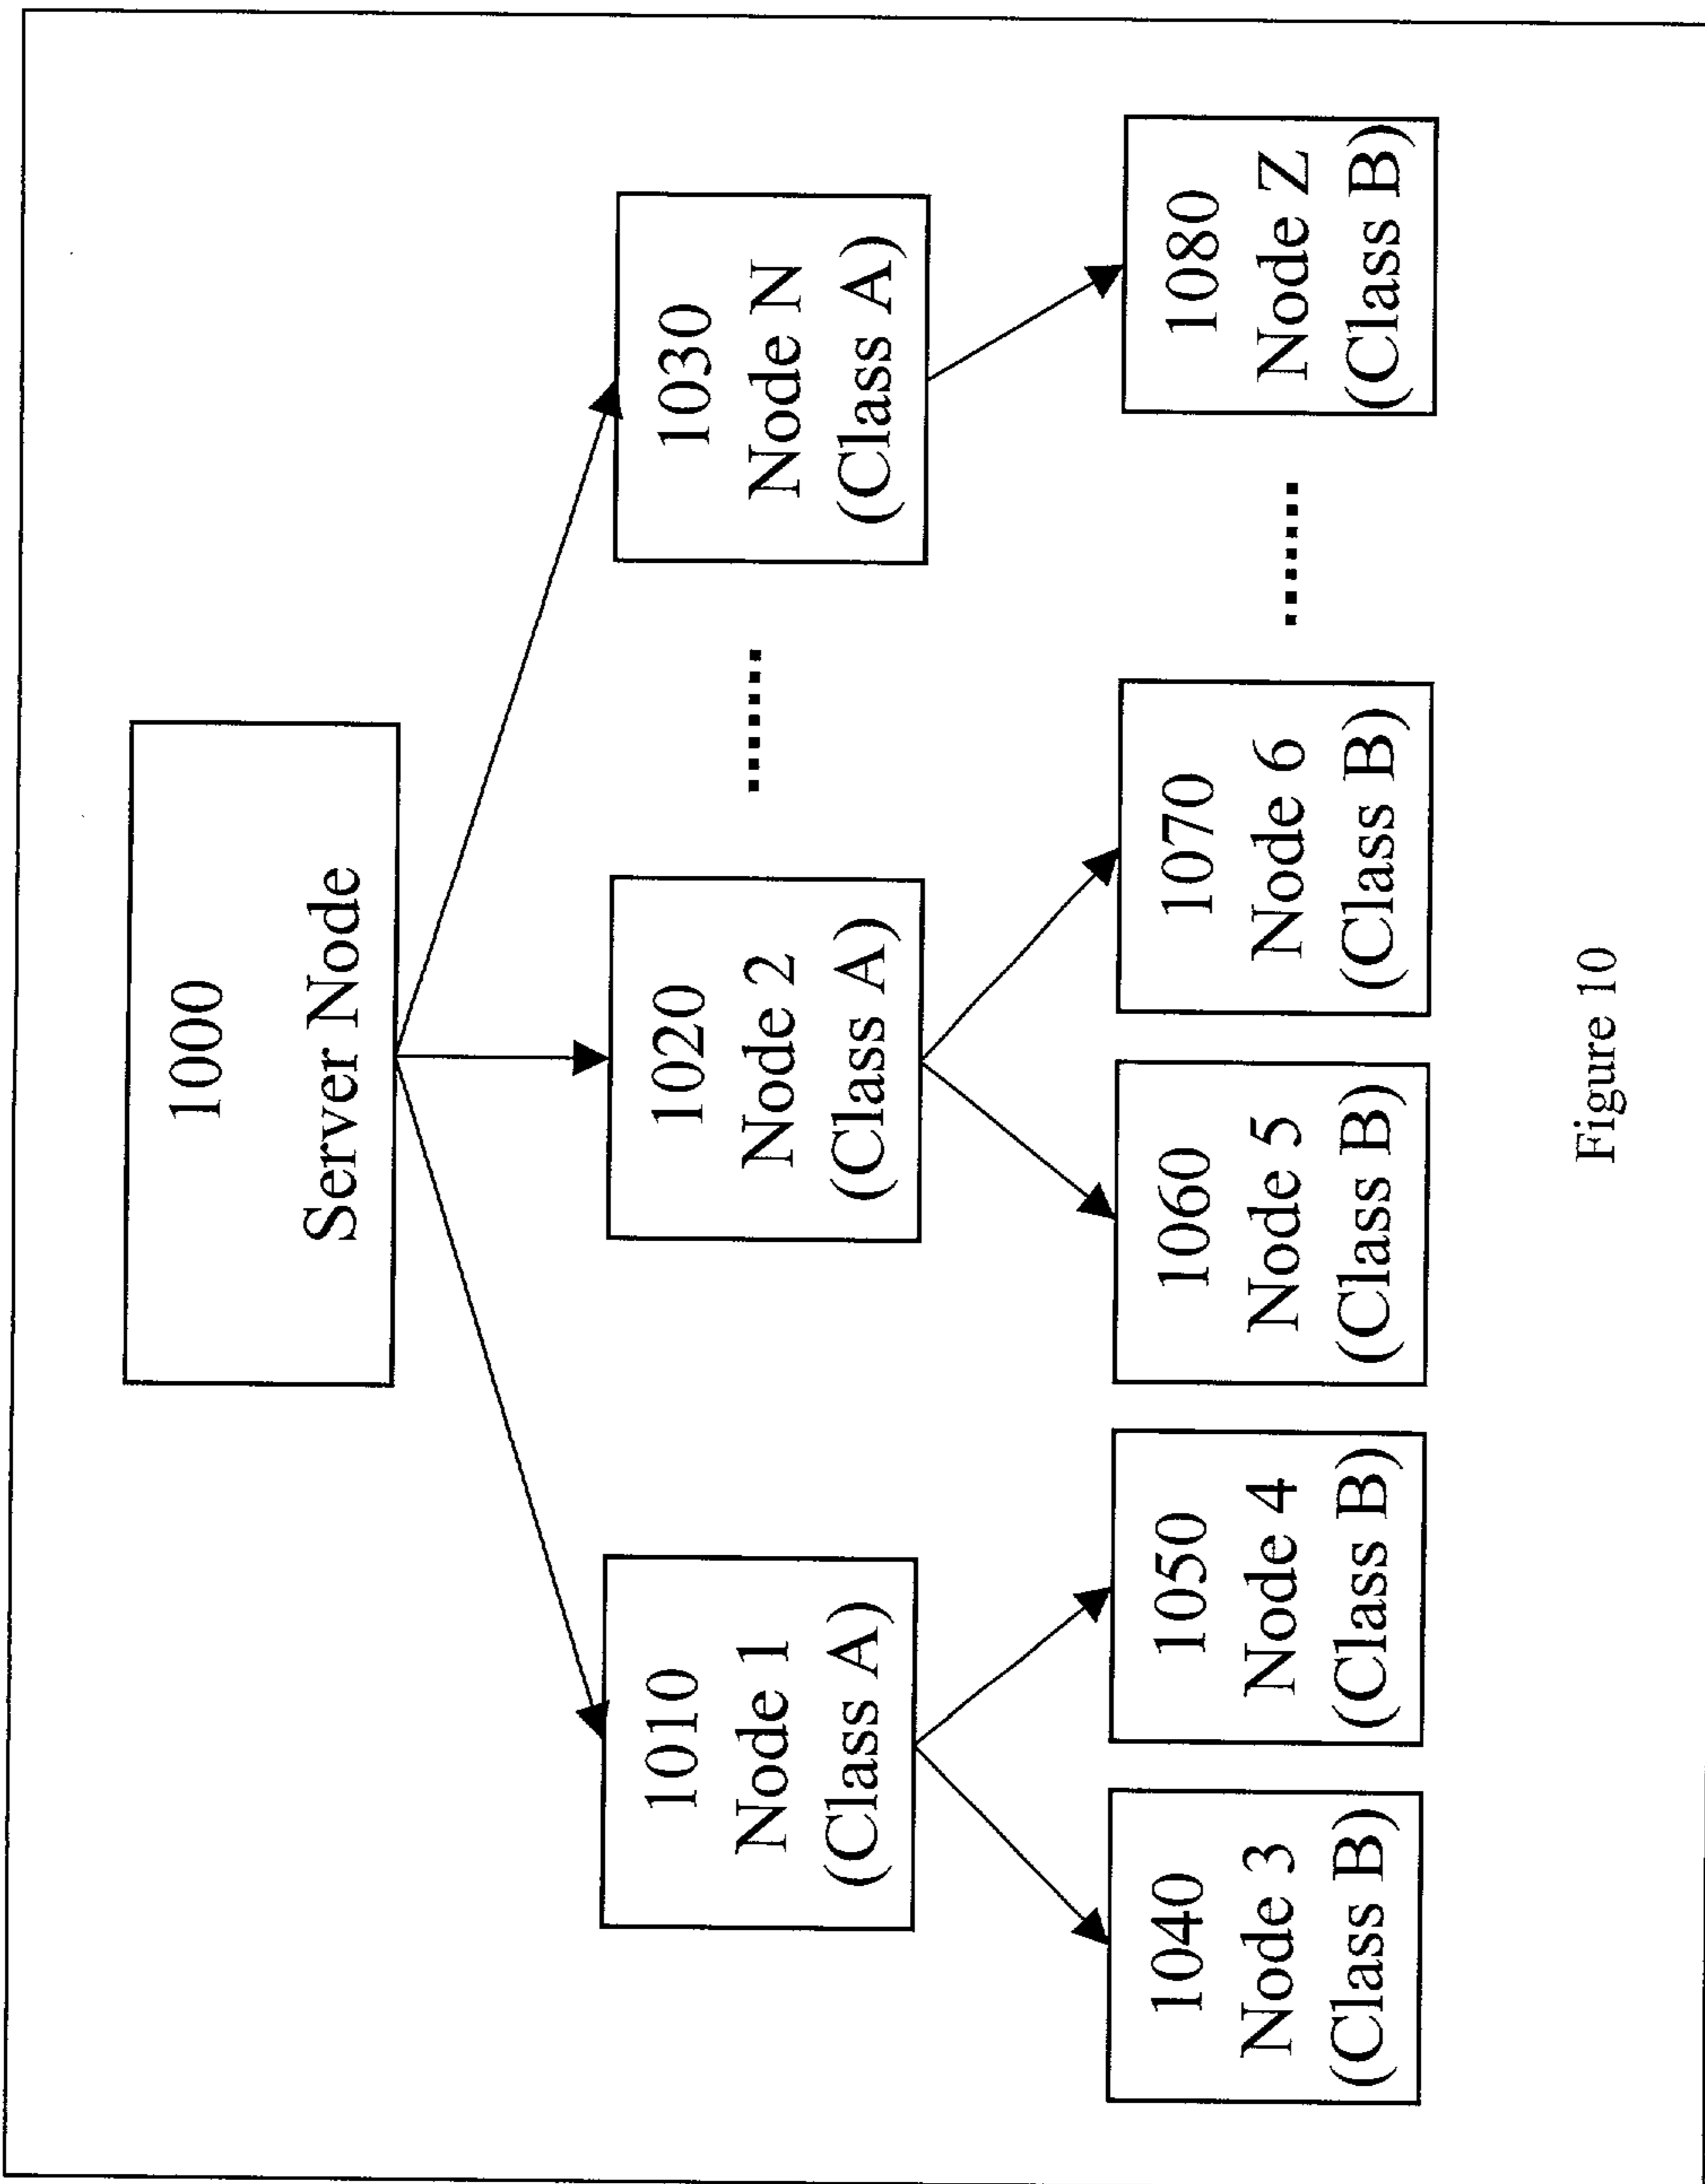 1000
Server Node
1010
Node 1
(Class A)
1020
Node 2
(Class A)
........
1030
Node N
(Class A)
1040
Node 3
(Class B)
1050
Node 4
(Class B)
1060
Node 5
(Class B)
1070
Node 6
(Class B)
........
1080
Node Z
(Class B)
Figure 10